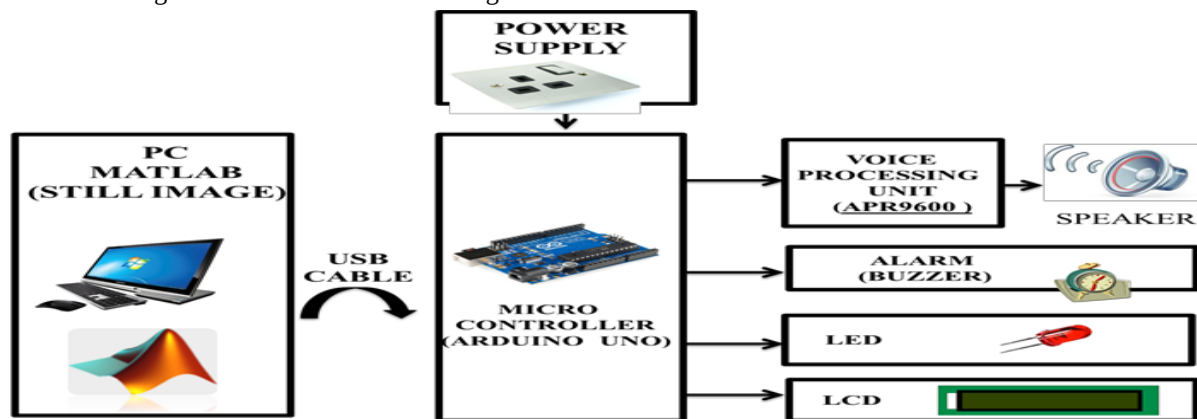 POWER
SUPPLY
PC
MATLAB
(STILL IMAGE)
USB
CABLE
MICRO
CONTROLLER
(ARDUINO UNO)
VOICE
PROCESSING
UNIT
(APR9600 )
SPEAKER
ALARM
(BUZZER)
LED
LCD